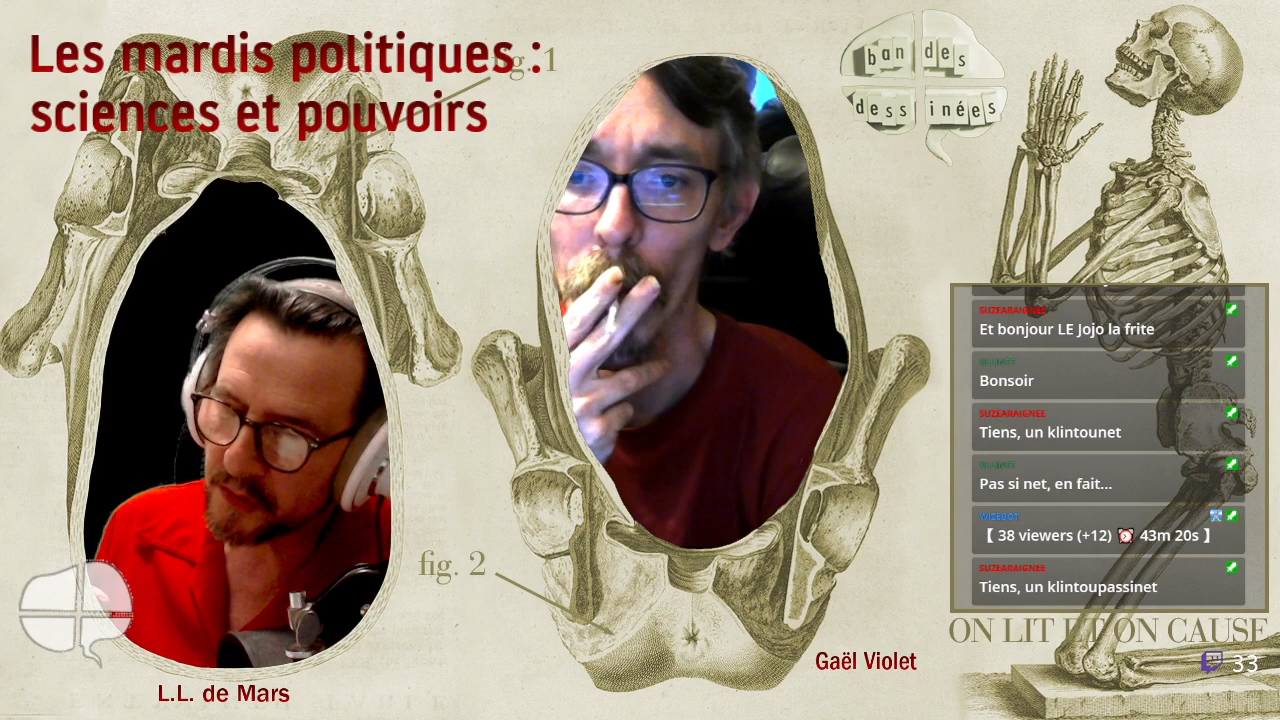 Les mardis politiques :
sciences et pouvoirs
fig. 1
ban des
dess inées
SUZEARAIGNEE
Et bonjour LE Jojo la frite
Bonsoir
SUZEARAIGNEE
Tiens, un klintounet
Pas si net, en fait...
WIZEBOT
【 38 viewers (+12) ⏰ 43m 20s 】
SUZEARAIGNEE
Tiens, un klintoupassinet
fig. 2
ON LIT ET ON CAUSE
33
Gaël Violet
L.L. de Mars